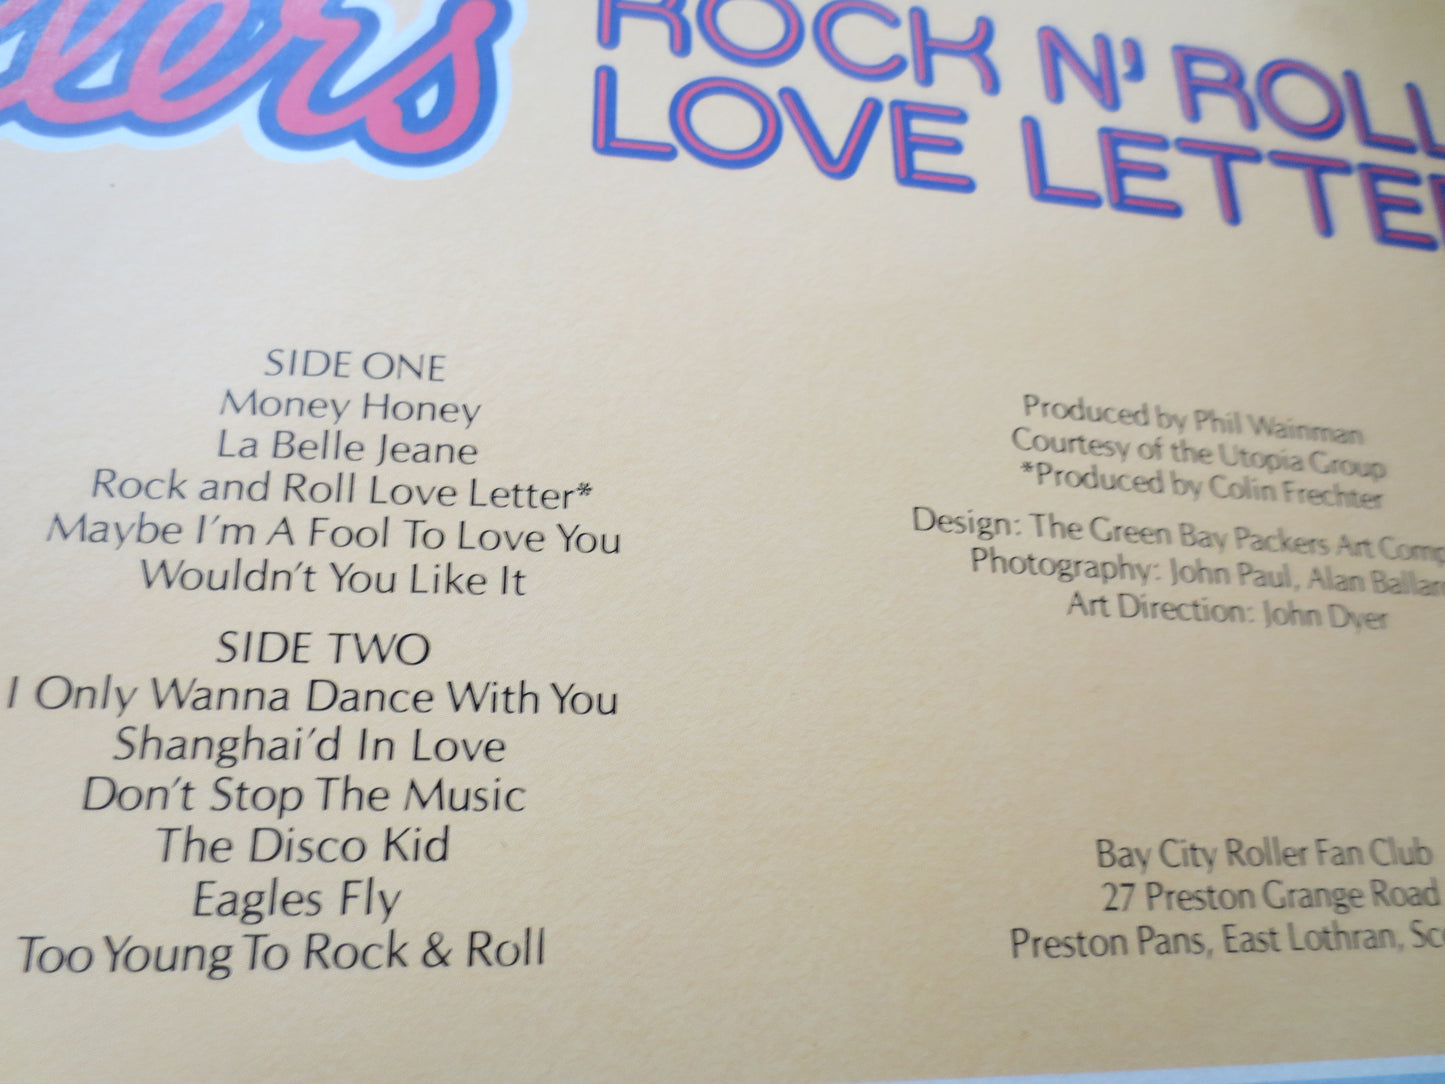 ROCK N' ROLL
LOVE LETTE
SIDE ONE
Money Honey
La Belle Jeane
Rock and Roll Love Letter*
Maybe I'm A Fool To Love You
Wouldn't You Like It
SIDE TWO
I Only Wanna Dance With You
Shanghai'd In Love
Don't Stop The Music
The Disco Kid
Eagles Fly
Too Young To Rock & Roll
Produced by Phil Wainman
Courtesy of the Utopia Group
*Produced by Colin Frechter
Design: The Green Bay Packers Art Comp
Photography: John Paul, Alan Ballar
Art Direction: John Dyer
Bay City Roller Fan Club
27 Preston Grange Road
Preston Pans, East Lothran, Sc